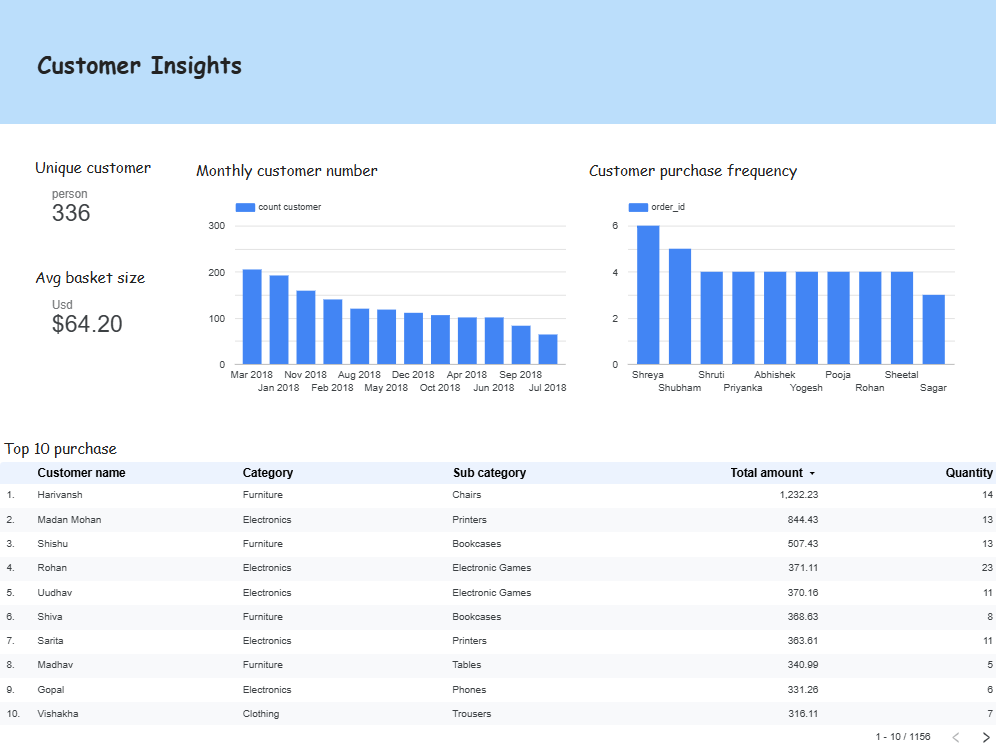 Customer Insights
Unique customer
person
336
Avg basket size
Usd
$64.20
Monthly customer number
count customer
300
200
100
0
Mar 2018 Nov 2018 Aug 2018 Dec 2018 Apr 2018 Sep 2018
Jan 2018 Feb 2018 May 2018 Oct 2018 Jun 2018 Jul 2018
Customer purchase frequency
order_id
6
4
2
0
Shreya Shruti Abhishek Pooja Sheetal
Shubham Priyanka Yogesh Rohan Sagar
Top 10 purchase
Customer name Category Sub category Total amount Quantity
1. Harivansh Furniture Chairs 1,232.23 14
2. Madan Mohan Electronics Printers 844.43 13
3. Shishu Furniture Bookcases 507.43 13
4. Rohan Electronics Electronic Games 371.11 23
5. Uudhav Electronics Electronic Games 370.16 11
6. Shiva Furniture Bookcases 368.63 8
7. Sarita Electronics Printers 363.61 11
8. Madhav Furniture Tables 340.99 5
9. Gopal Electronics Phones 331.26 6
10. Vishakha Clothing Trousers 316.11 7
1 - 10 / 1156